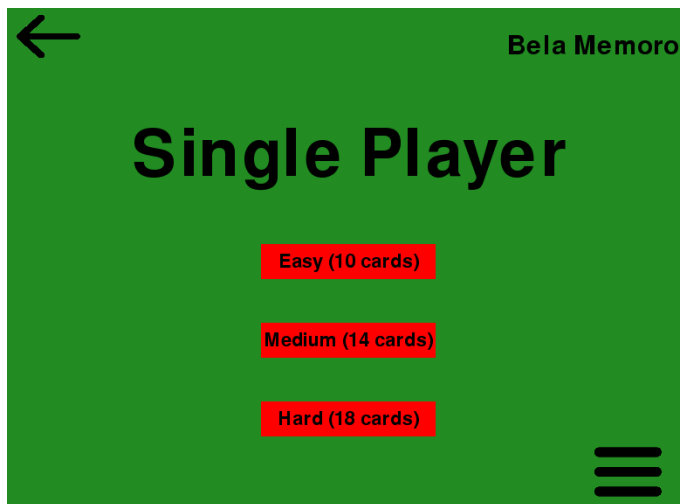 Bela Memoro
Single Player
Easy (10 cards)
Medium (14 cards)
Hard (18 cards)